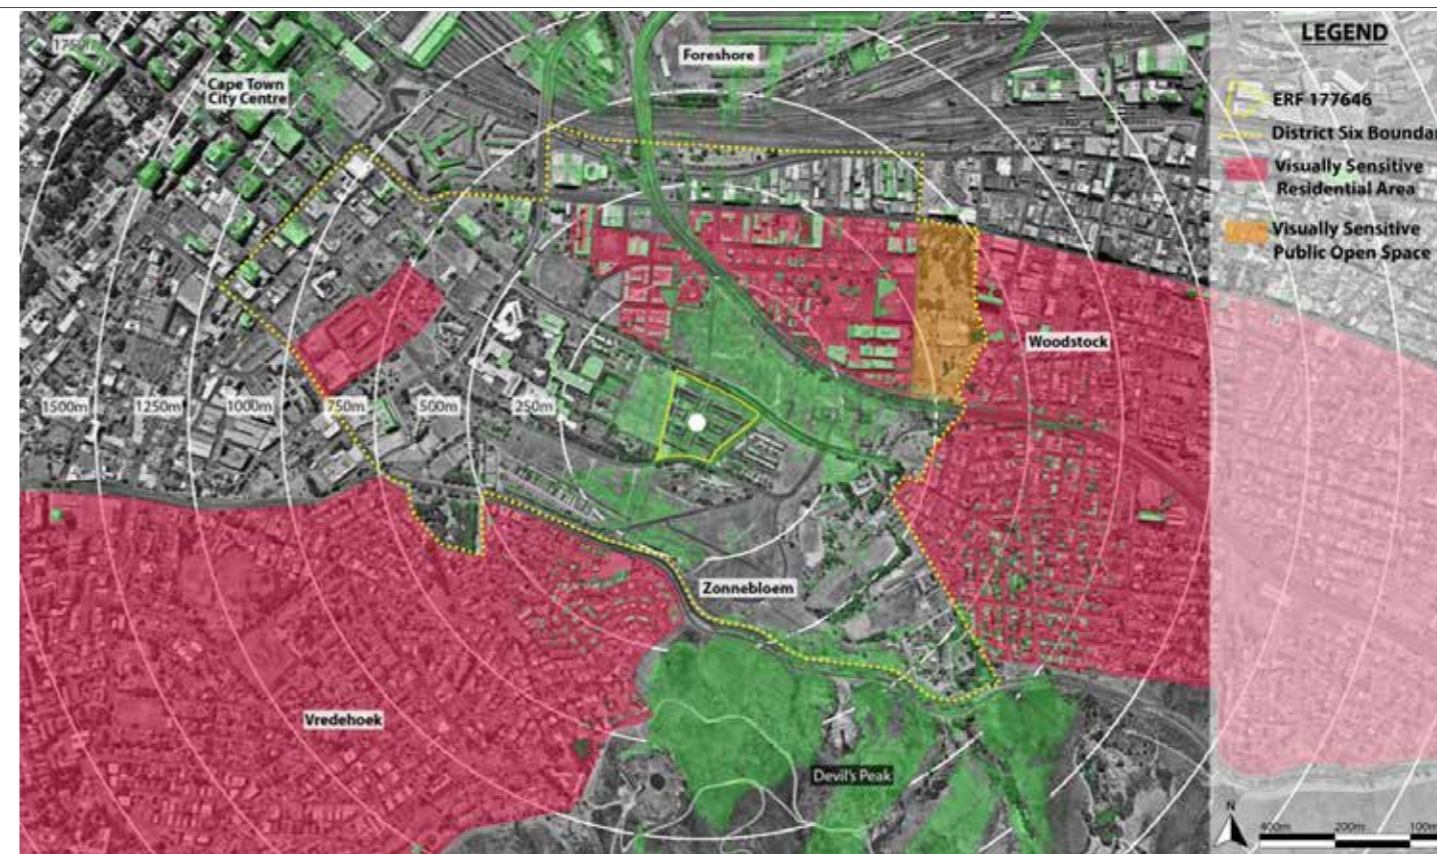 LEGEND
ERF 177646
District Six Boundar
Visually Sensitive
Residential Area
Visually Sensitive
Public Open Space
1750m
Cape Town
City Centre
Foreshore
Woodstock
1500m
1250m
1000m
750m
500m
250m
Zonnebloem
Vredehoek
Devil's Peak
N
400m
200m
100m